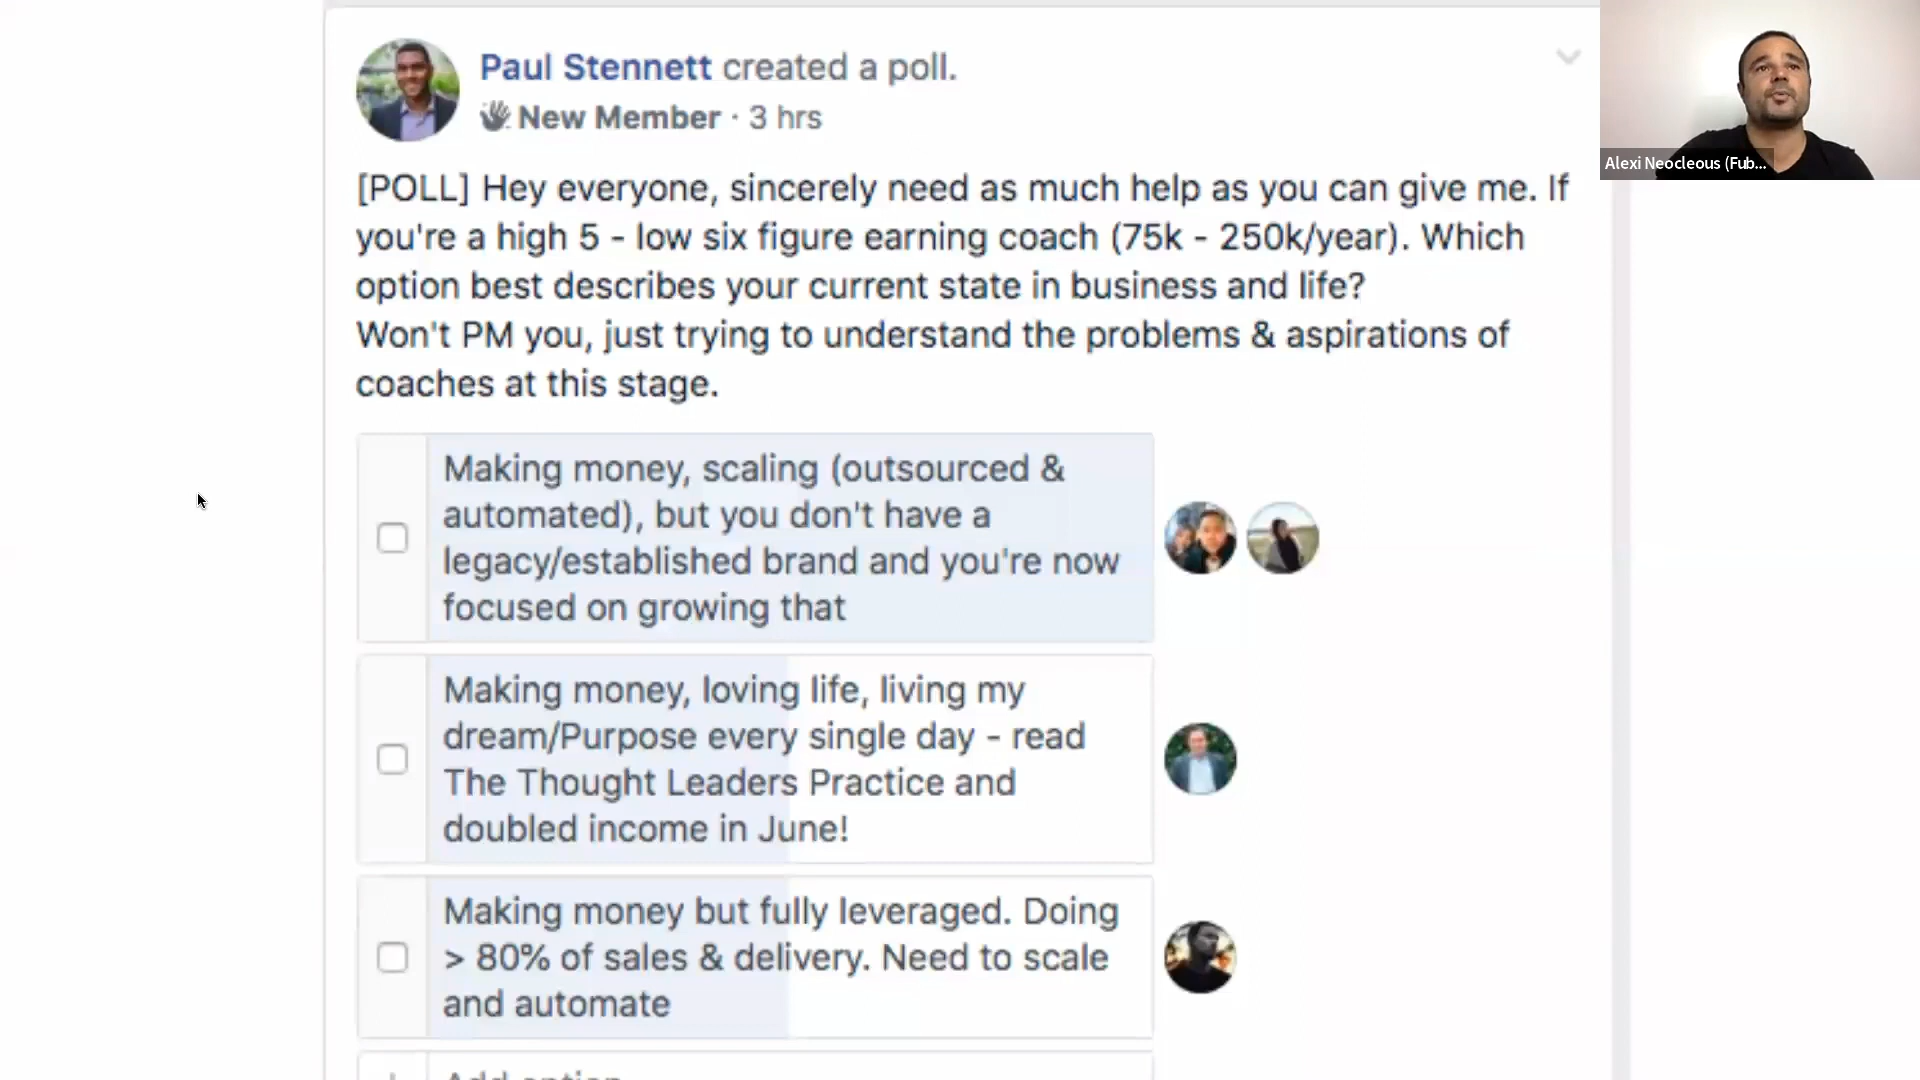 Paul Stennett created a poll.
New Member · 3 hrs
Alexi Neocleous (Fub...
[POLL] Hey everyone, sincerely need as much help as you can give me. If
you're a high 5 - low six figure earning coach (75k - 250k/year). Which
option best describes your current state in business and life?
Won't PM you, just trying to understand the problems & aspirations of
coaches at this stage.
Making money, scaling (outsourced &
automated), but you don't have a
legacy/established brand and you're now
focused on growing that
Making money, loving life, living my
dream/Purpose every single day - read
The Thought Leaders Practice and
doubled income in June!
Making money but fully leveraged. Doing
> 80% of sales & delivery. Need to scale
and automate
Add option